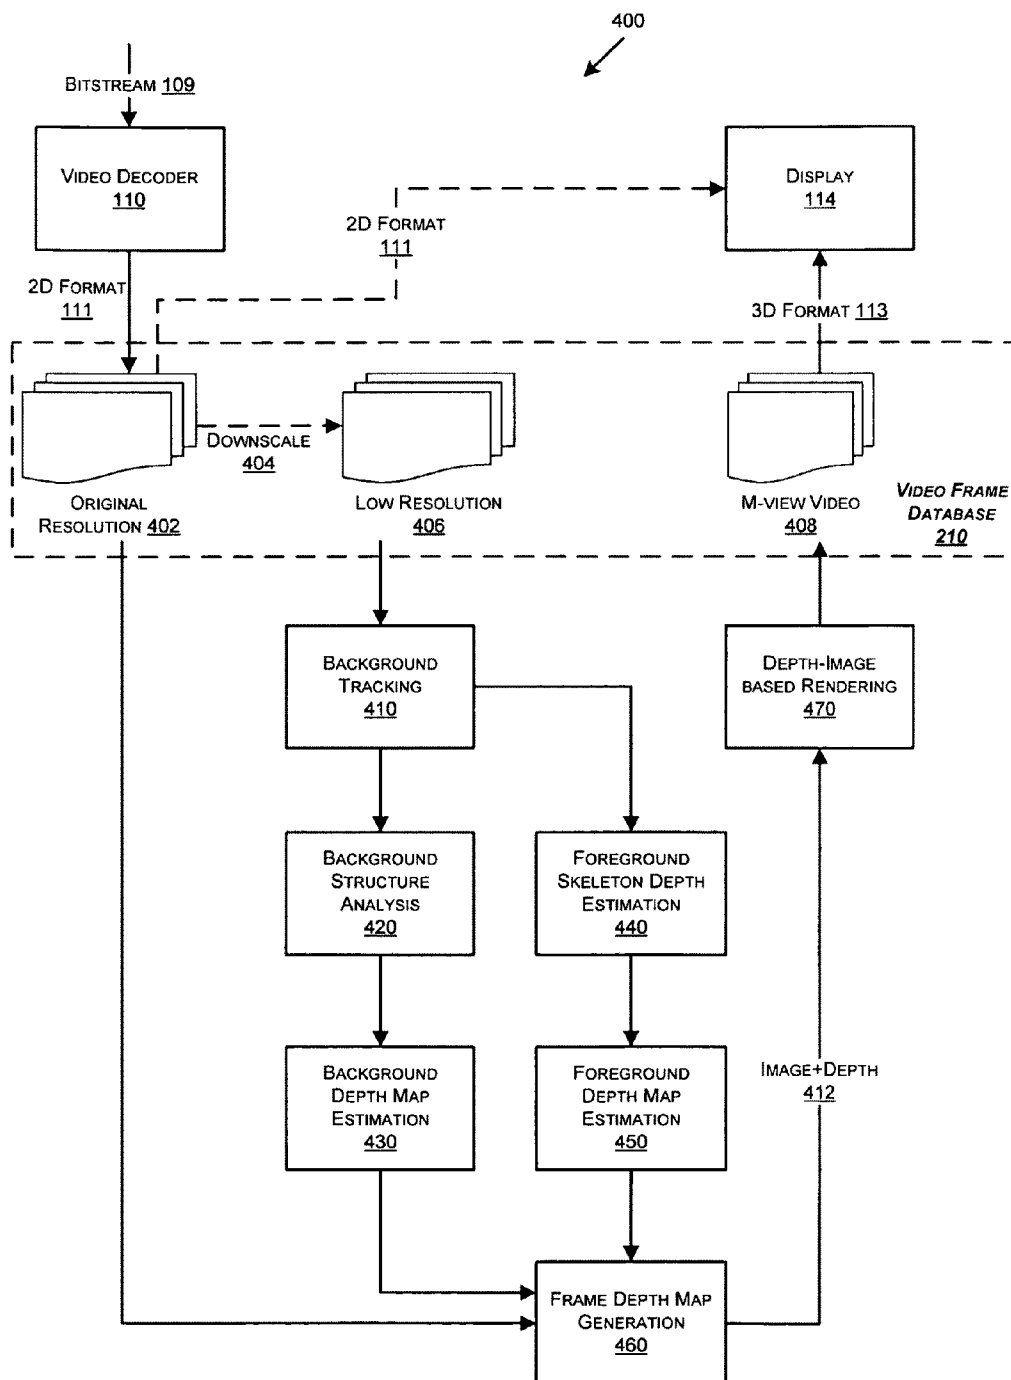 400
BITSTREAM 109
VIDEO DECODER
110
DISPLAY
114
2D FORMAT
111
2D FORMAT
111
3D FORMAT 113
DOWNSCALE
404
ORIGINAL
RESOLUTION 402
LOW RESOLUTION
406
M-VIEW VIDEO
408
VIDEO FRAME
DATABASE
210
BACKGROUND
TRACKING
410
DEPTH-IMAGE
BASED RENDERING
470
BACKGROUND
STRUCTURE
ANALYSIS
420
FOREGROUND
SKELETON DEPTH
ESTIMATION
440
BACKGROUND
DEPTH MAP
ESTIMATION
430
FOREGROUND
DEPTH MAP
ESTIMATION
450
IMAGE+DEPTH
412
FRAME DEPTH MAP
GENERATION
460